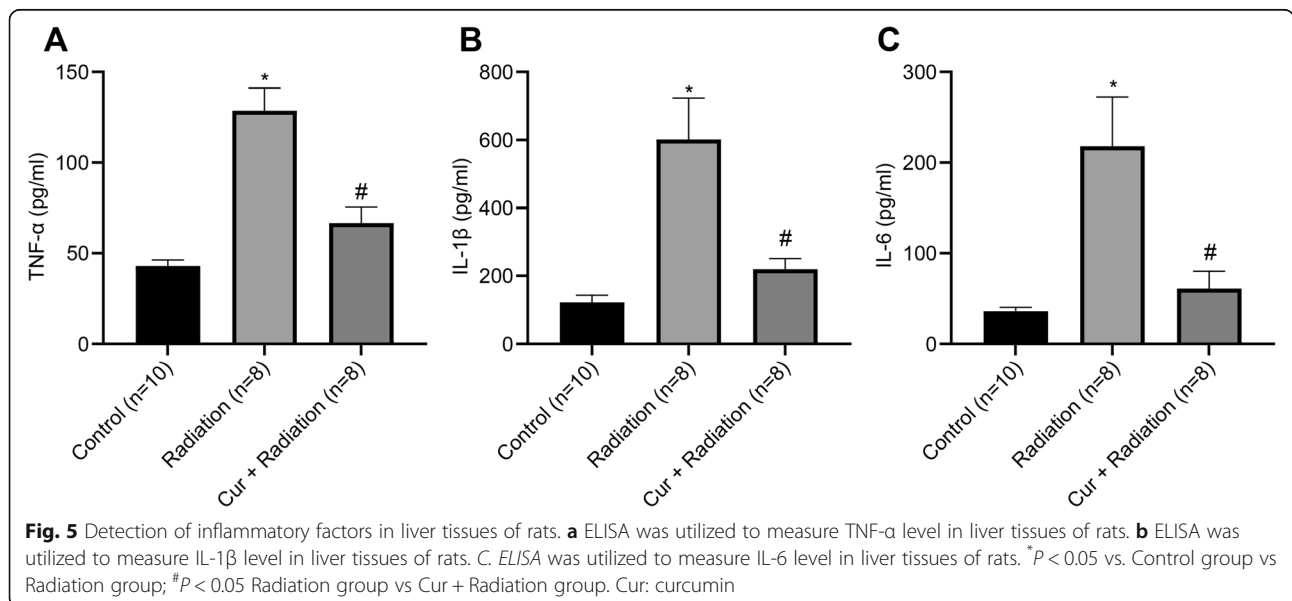 A
TNF-α (pg/ml)
150
100
50
0
*
#
Control (n=10)
Radiation (n=8)
Cur + Radiation (n=8)
B
IL-1β (pg/ml)
800
600
400
200
0
*
#
Control (n=10)
Radiation (n=8)
Cur + Radiation (n=8)
C
IL-6 (pg/ml)
300
200
100
0
*
#
Control (n=10)
Radiation (n=8)
Cur + Radiation (n=8)
Fig. 5 Detection of inflammatory factors in liver tissues of rats. a ELISA was utilized to measure TNF-α level in liver tissues of rats. b ELISA was
utilized to measure IL-1β level in liver tissues of rats. C. ELISA was utilized to measure IL-6 level in liver tissues of rats. *P < 0.05 vs. Control group vs
Radiation group; #P < 0.05 Radiation group vs Cur + Radiation group. Cur: curcumin